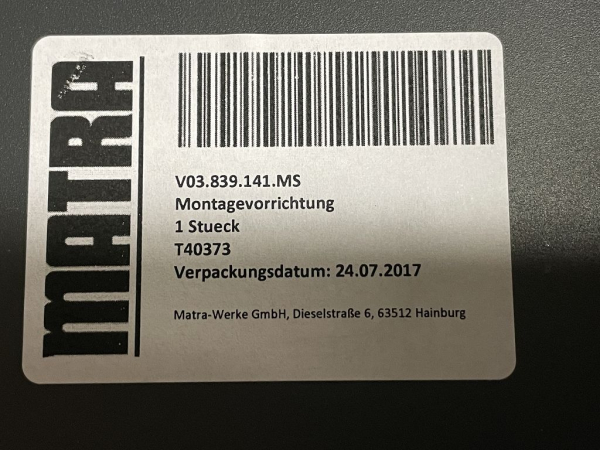 MATRA
V03.839.141.MS
Montagevorrichtung
1 Stueck
T40373
Verpackungsdatum: 24.07.2017
Matra-Werke GmbH, Dieselstraße 6, 63512 Hainburg